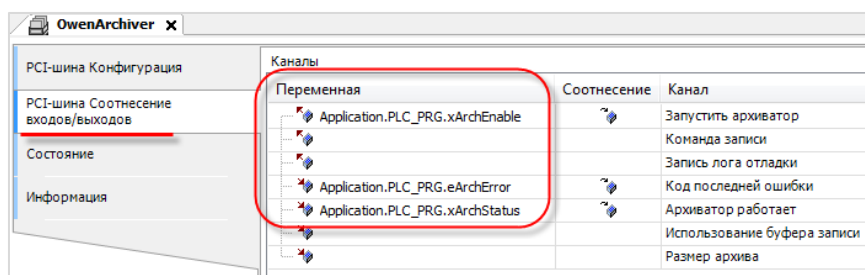 OwenArchiver X
PCI-шина Конфигурация
PCI-шина Соотнесение
входов/выходов
Состояние
Информация
Каналы
Переменная Соотнесение Канал
Application.PLC_PRG.xArchEnable Запустить архиватор
Команда записи
Запись лога отладки
Application.PLC_PRG.eArchError Код последней ошибки
Application.PLC_PRG.xArchStatus Архиватор работает
Использование буфера записи
Размер архива